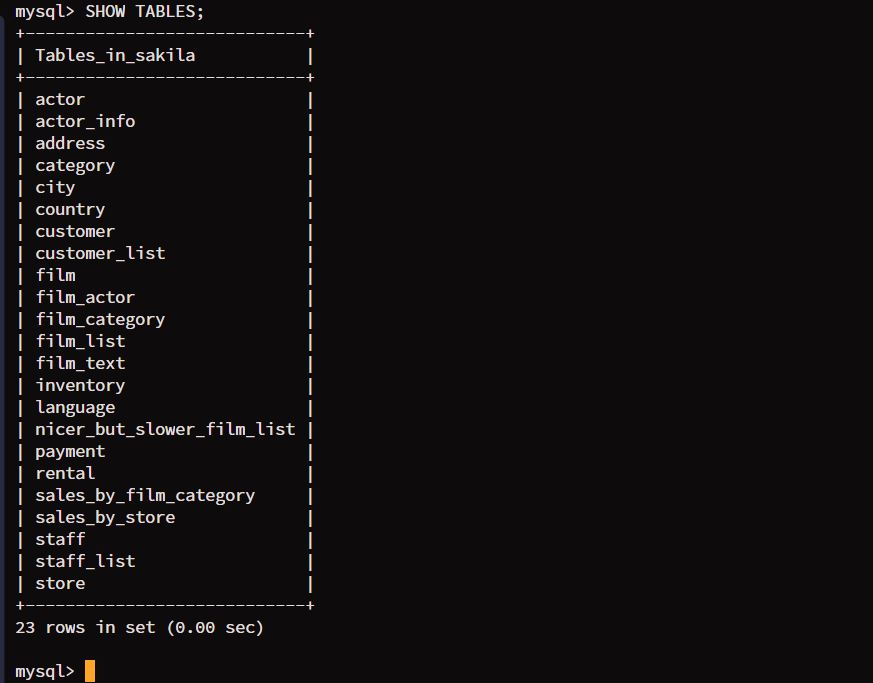 mysql> SHOW TABLES;
+----------------------------+
| Tables_in_sakila           |
+----------------------------+
| actor                      |
| actor_info                 |
| address                    |
| category                   |
| city                       |
| country                    |
| customer                   |
| customer_list              |
| film                       |
| film_actor                 |
| film_category              |
| film_list                  |
| film_text                  |
| inventory                  |
| language                   |
| nicer_but_slower_film_list |
| payment                    |
| rental                     |
| sales_by_film_category     |
| sales_by_store             |
| staff                      |
| staff_list                 |
| store                      |
+----------------------------+
23 rows in set (0.00 sec)
mysql>